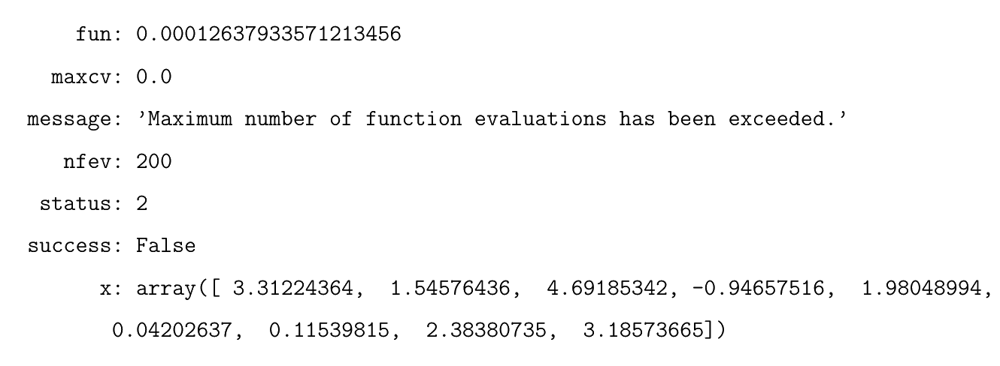 fun: 0.00012637933571213456
maxcv: 0.0
message: ’Maximum number of function evaluations has been exceeded.’
nfev: 200
status: 2
success: False
x: array([ 3.31224364, 1.54576436, 4.69185342, -0.94657516, 1.98048994,
0.04202637, 0.11539815, 2.38380735, 3.18573665])